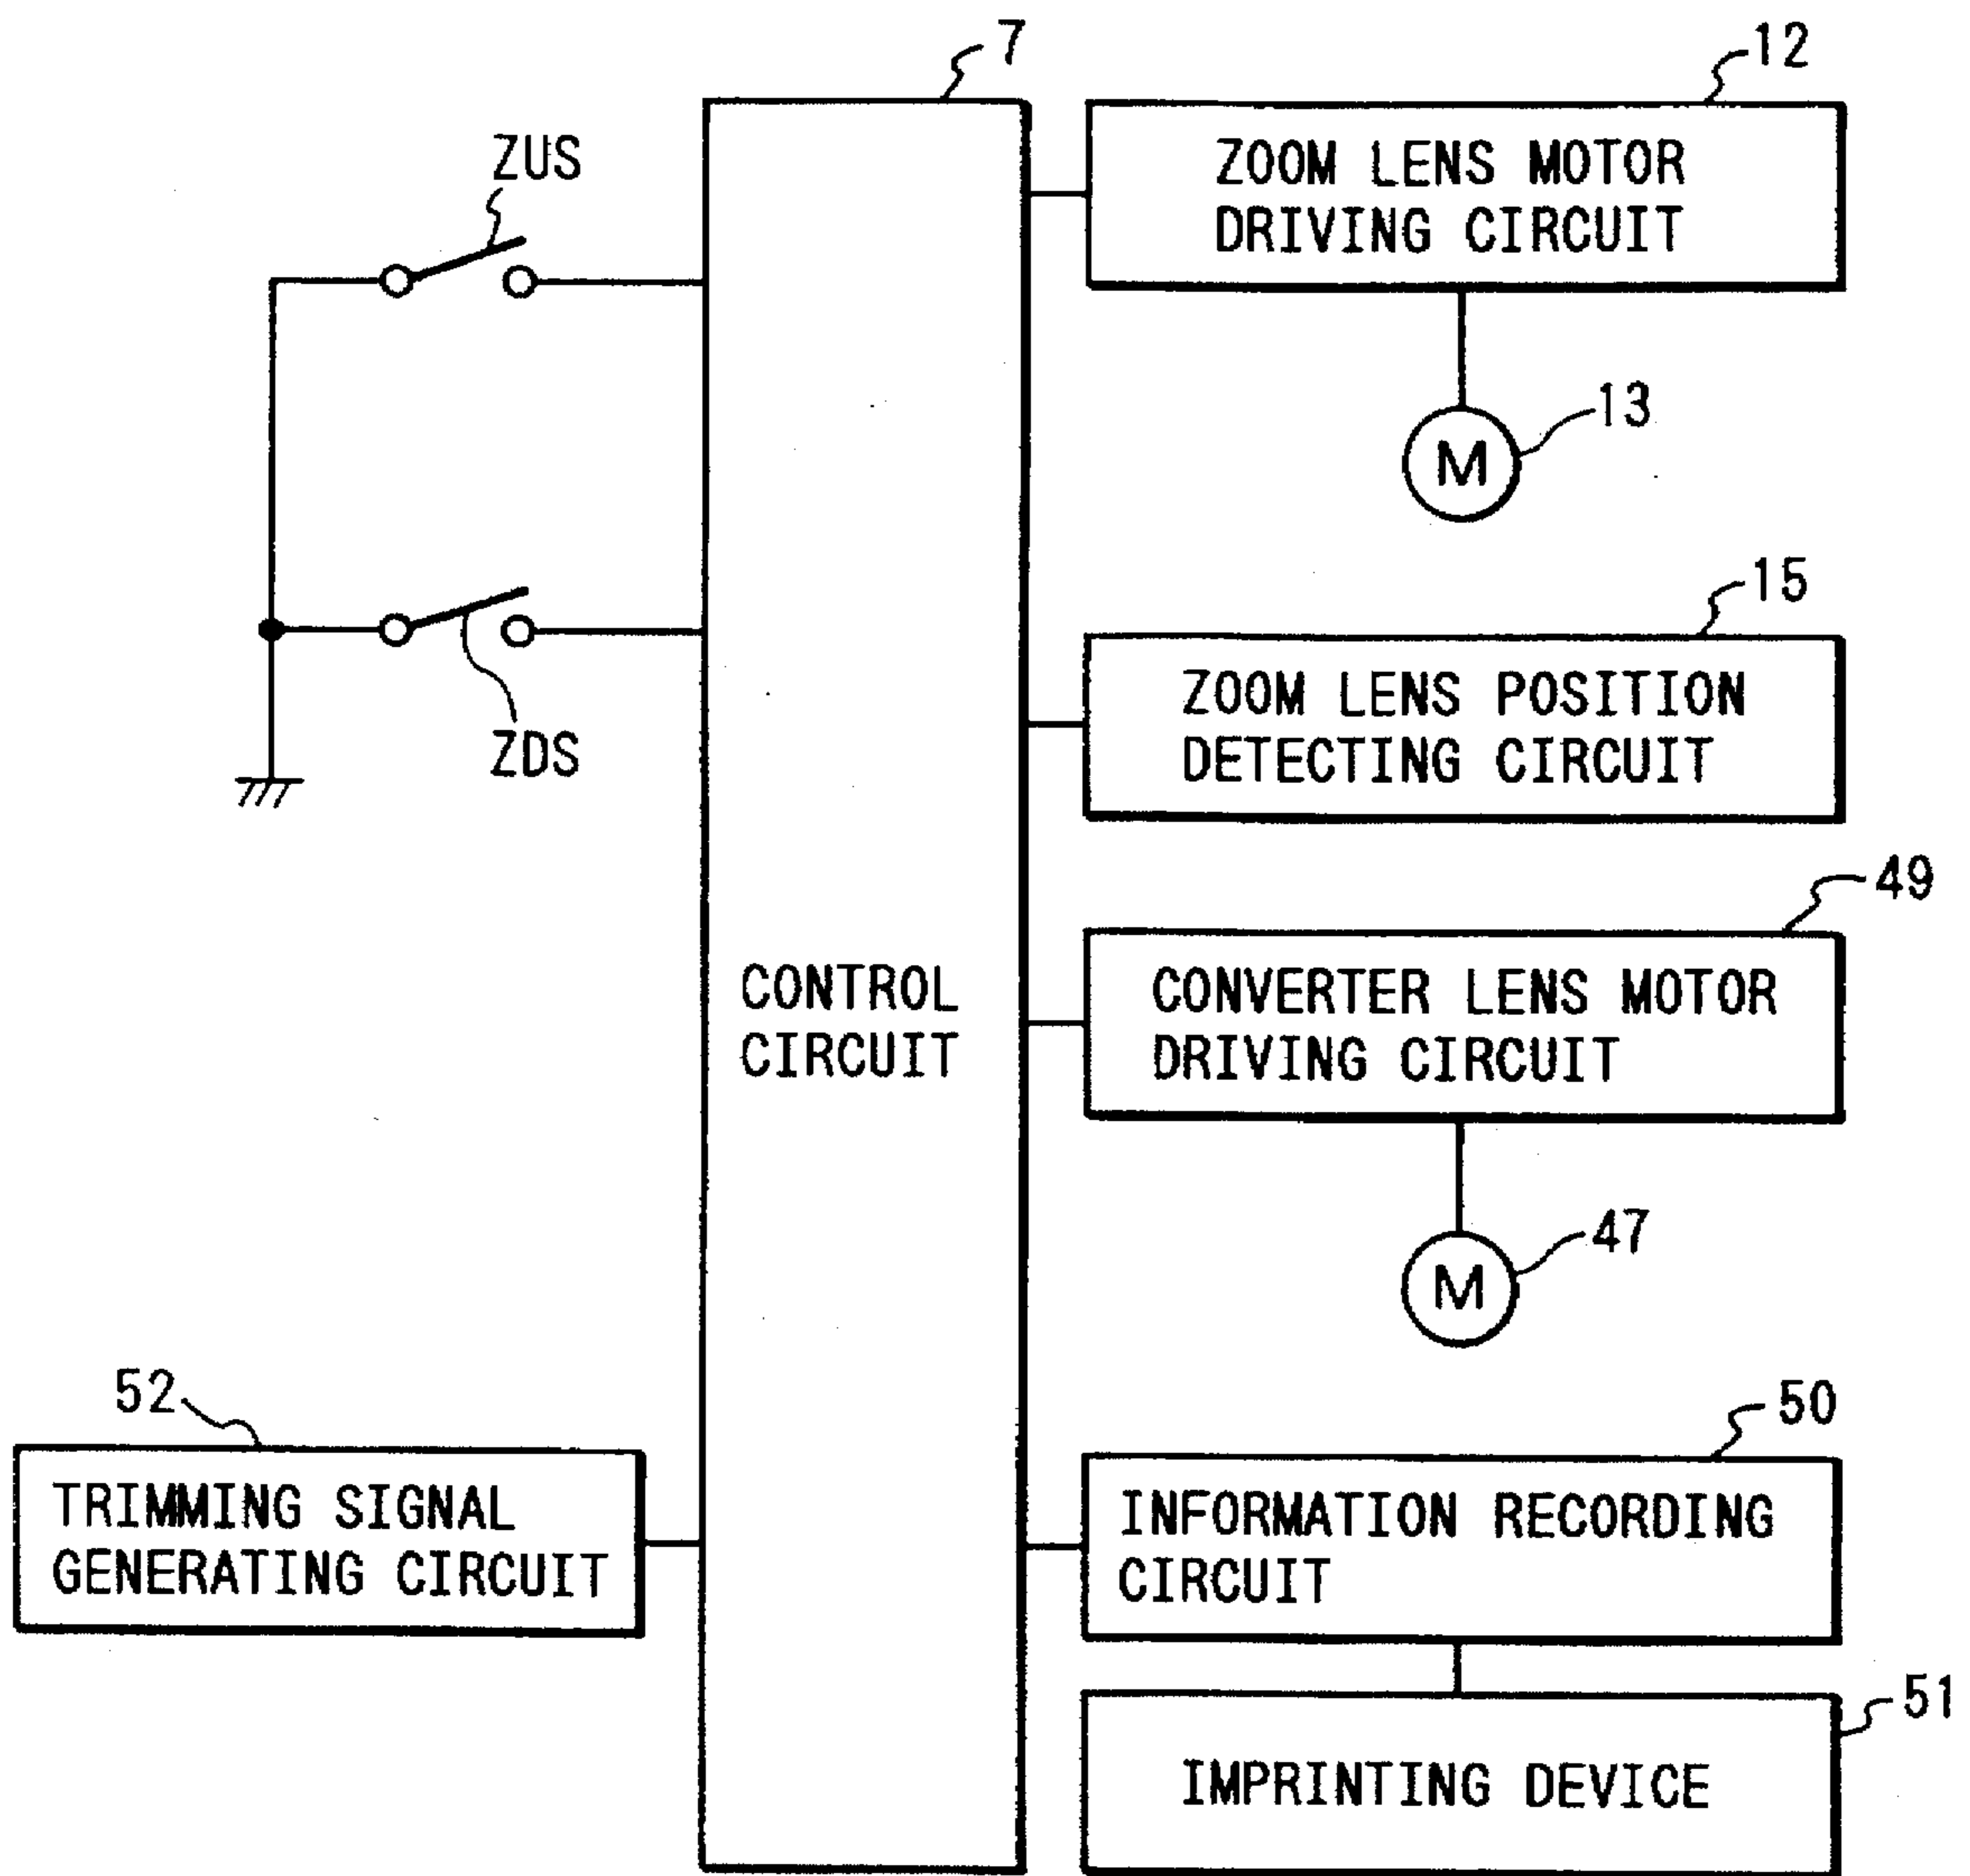 7
12
ZUS
ZOOM LENS MOTOR
DRIVING CIRCUIT
13
M
15
ZOOM LENS POSITION
DETECTING CIRCUIT
ZDS
49
CONTROL
CIRCUIT
CONVERTER LENS MOTOR
DRIVING CIRCUIT
47
M
52
TRIMMING SIGNAL
GENERATING CIRCUIT
50
INFORMATION RECORDING
CIRCUIT
51
IMPRINTING DEVICE